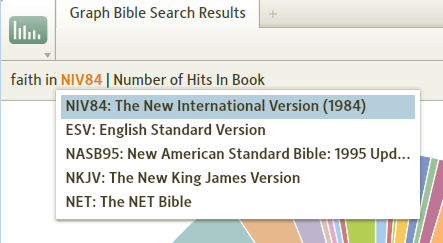 Graph Bible Search Results
faith in NIV84 | Number of Hits In Book
NIV84: The New International Version (1984)
ESV: English Standard Version
NASB95: New American Standard Bible: 1995 Upd...
NKJV: The New King James Version
NET: The NET Bible